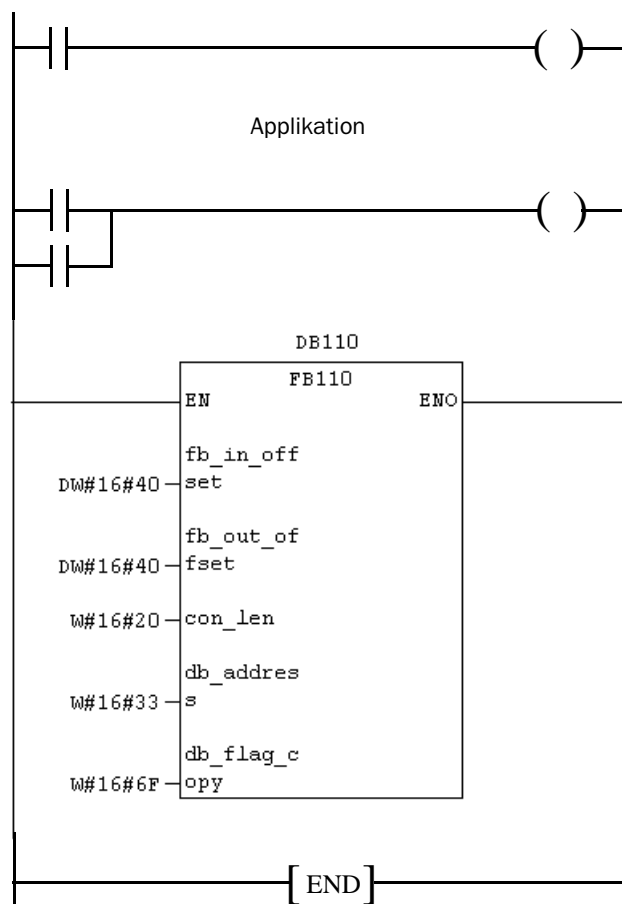 Applikation
DB110
FB110
EN ENO
fb_in_off
DW#16#40 set
fb_out_of
DW#16#40 fset
W#16#20 con_len
db_addres
W#16#33 s
db_flag_c
W#16#6F opy
[ END ]